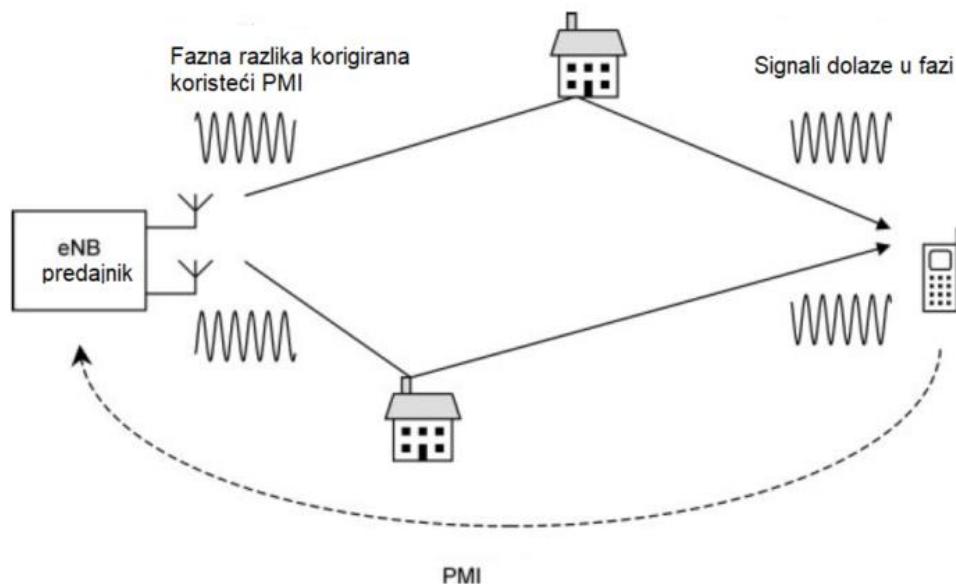 Fazna razlika korigirana
koristeći PMI
Signali dolaze u fazi
eNB
predajnik
PMI